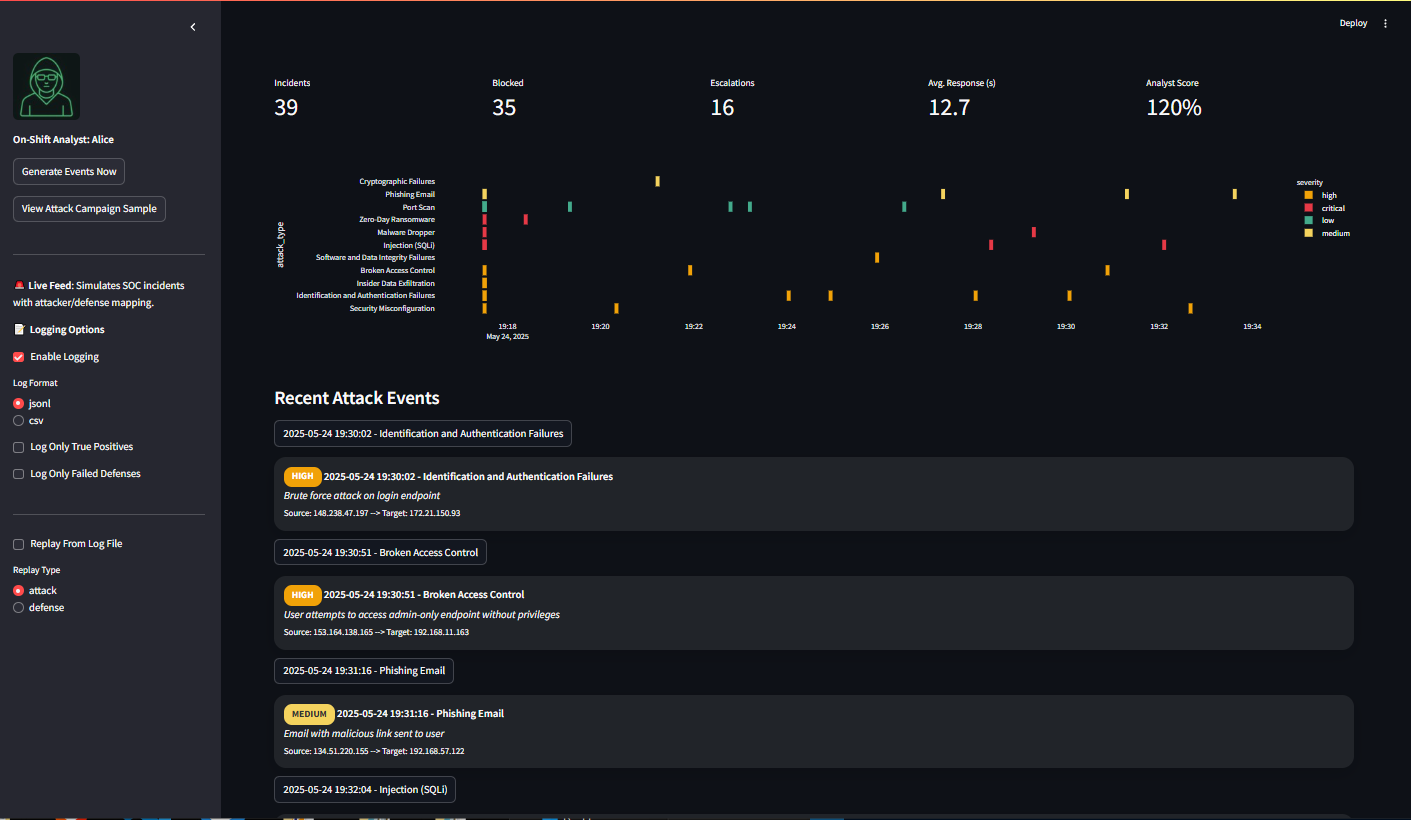 Deploy
On-Shift Analyst: Alice
Generate Events Now
View Attack Campaign Sample
🚨 Live Feed: Simulates SOC incidents
with attacker/defense mapping.
📝 Logging Options
Enable Logging
Log Format
jsonl
csv
Log Only True Positives
Log Only Failed Defenses
Replay From Log File
Replay Type
attack
defense
Incidents
39
Blocked
35
Escalations
16
Avg. Response (s)
12.7
Analyst Score
120%
attack_type
Cryptographic Failures
Phishing Email
Port Scan
Zero-Day Ransomware
Malware Dropper
Injection (SQLi)
Software and Data Integrity Failures
Broken Access Control
Insider Data Exfiltration
Identification and Authentication Failures
Security Misconfiguration
19:18 19:20 19:22 19:24 19:26 19:28 19:30 19:32 19:34
May 24, 2025
severity
high
critical
low
medium
Recent Attack Events
2025-05-24 19:30:02 - Identification and Authentication Failures
HIGH 2025-05-24 19:30:02 - Identification and Authentication Failures
Brute force attack on login endpoint
Source: 148.238.47.197 --> Target: 172.21.150.93
2025-05-24 19:30:51 - Broken Access Control
HIGH 2025-05-24 19:30:51 - Broken Access Control
User attempts to access admin-only endpoint without privileges
Source: 153.164.138.165 --> Target: 192.168.11.163
2025-05-24 19:31:16 - Phishing Email
MEDIUM 2025-05-24 19:31:16 - Phishing Email
Email with malicious link sent to user
Source: 134.51.220.155 --> Target: 192.168.57.122
2025-05-24 19:32:04 - Injection (SQLi)